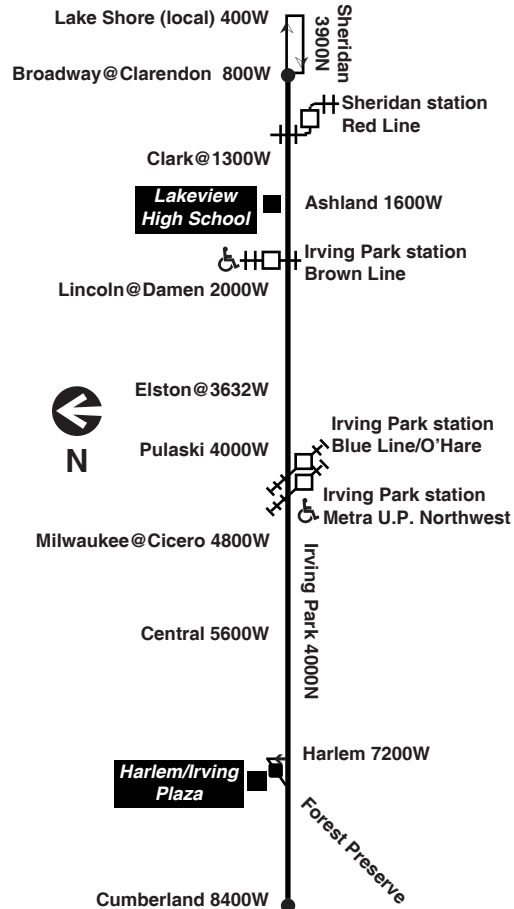 Lake Shore (local) 400W
Sheridan
3900N
Broadway@Clarendon 800W
Sheridan station
Red Line
Clark@1300W
Lakeview
High School
Ashland 1600W
Irving Park station
Brown Line
Lincoln@Damen 2000W
Elston@3632W
N
Irving Park station
Blue Line/O'Hare
Pulaski 4000W
Irving Park station
Metra U.P. Northwest
Milwaukee@Cicero 4800W
Irving Park 4000N
Central 5600W
Harlem 7200W
Harlem/Irving
Plaza
Forest Preserve
Cumberland 8400W